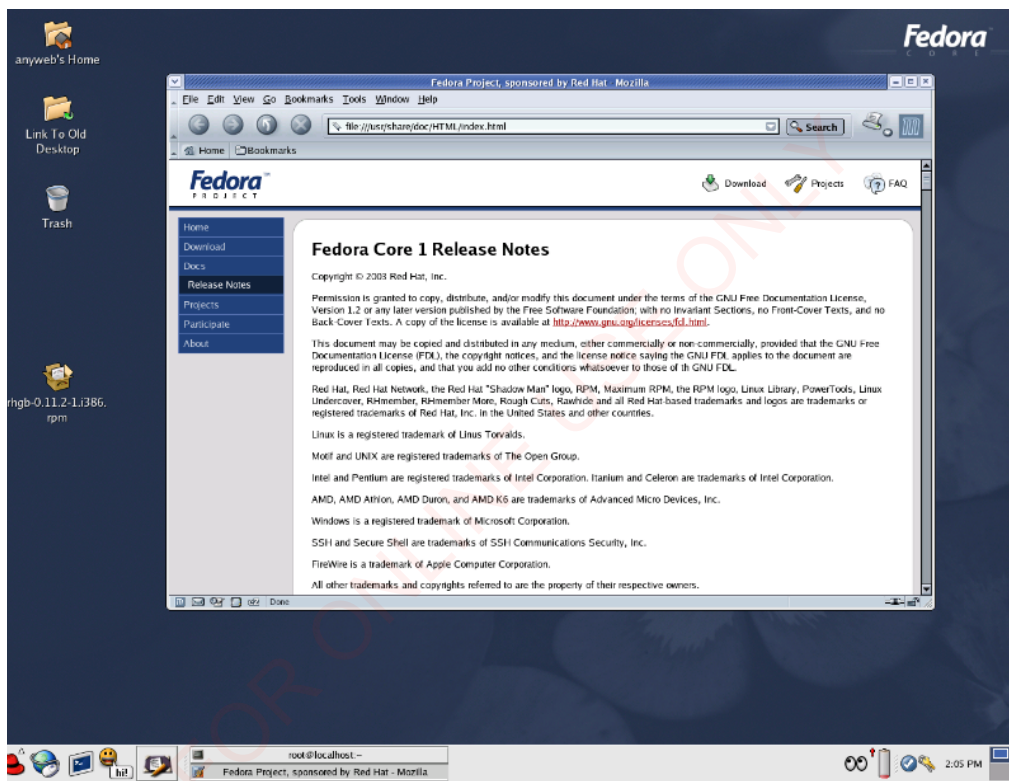 anyweb's Home
Link To Old
Desktop
Trash
rhgb-0.11.2-1.i386.
rpm
Fedora
CORE
Fedora Project, sponsored by Red Hat - Mozilla
File Edit View Go Bookmarks Tools Window Help
file:///usr/share/doc/HTML/index.html
Search
Home Bookmarks
Fedora™
PROJECT
Download Projects FAQ
Home
Download
Docs
Release Notes
Projects
Participate
About
Fedora Core 1 Release Notes
Copyright © 2003 Red Hat, Inc.
Permission is granted to copy, distribute, and/or modify this document under the terms of the GNU Free Documentation License,
Version 1.2 or any later version published by the Free Software Foundation; with no Invariant Sections, no Front-Cover Texts, and no
Back-Cover Texts. A copy of the license is available at http://www.gnu.org/licenses/fdl.html.
This document may be copied and distributed in any medium, either commercially or non-commercially, provided that the GNU Free
Documentation License (FDL), the copyright notices, and the license notice saying the GNU FDL applies to the document are
reproduced in all copies, and that you add no other conditions whatsoever to those of th GNU FDL.
Red Hat, Red Hat Network, the Red Hat "Shadow Man" logo, RPM, Maximum RPM, the RPM logo, Linux Library, PowerTools, Linux
Undercover, RHmember, RHmember More, Rough Cuts, Rawhide and all Red Hat-based trademarks and logos are trademarks or
registered trademarks of Red Hat, Inc. in the United States and other countries.
Linux is a registered trademark of Linus Torvalds.
Motif and UNIX are registered trademarks of The Open Group.
Intel and Pentium are registered trademarks of Intel Corporation. Itanium and Celeron are trademarks of Intel Corporation.
AMD, AMD Athlon, AMD Duron, and AMD K6 are trademarks of Advanced Micro Devices, Inc.
Windows is a registered trademark of Microsoft Corporation.
SSH and Secure Shell are trademarks of SSH Communications Security, Inc.
FireWire is a trademark of Apple Computer Corporation.
All other trademarks and copyrights referred to are the property of their respective owners.
Done
FOR ONLINE USE ONLY
hi!
root@localhost:~
Fedora Project, sponsored by Red Hat - Mozilla
2:05 PM